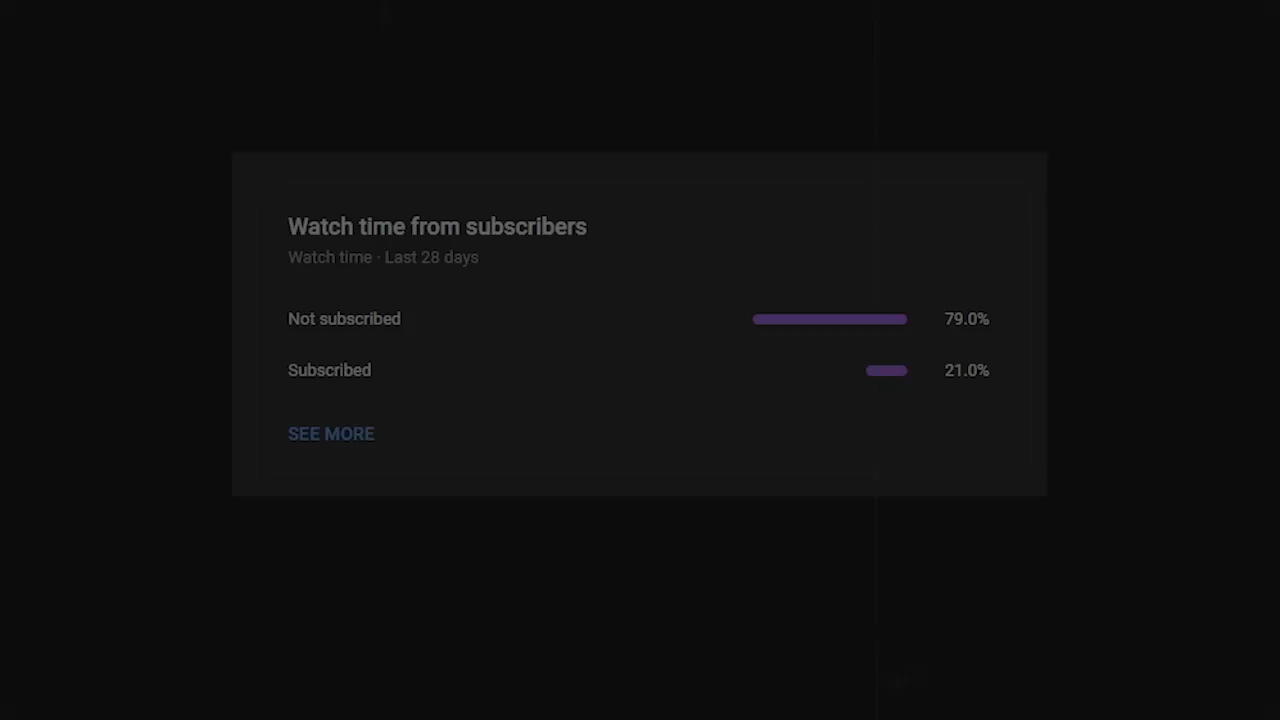 Watch time from subscribers
Watch time · Last 28 days
Not subscribed 79.0%
Subscribed 21.0%
SEE MORE